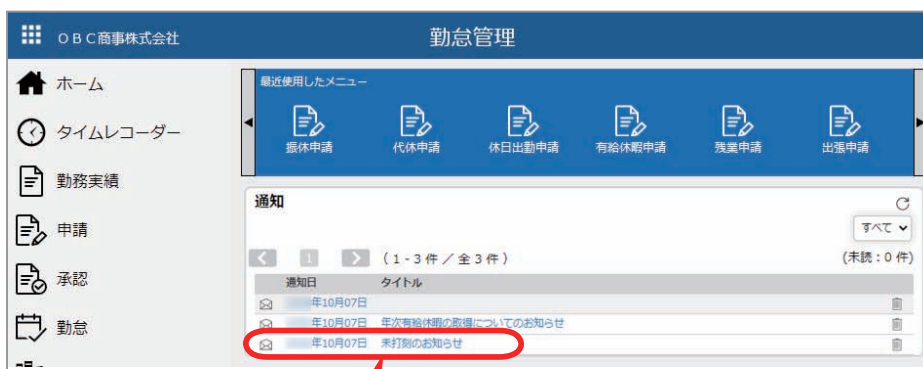 OBC商事株式会社
勤怠管理
ホーム
タイムレコーダー
勤務実績
申請
承認
勤怠
最近使用したメニュー
振休申請
代休申請
休日出勤申請
有給休暇申請
残業申請
出張申請
通知
すべて
1
(1-3件/全3件)
(未読:0件)
通知日 タイトル
年10月07日
年10月07日 年次有給休暇の取得についてのお知らせ
年10月07日 未打刻のお知らせ